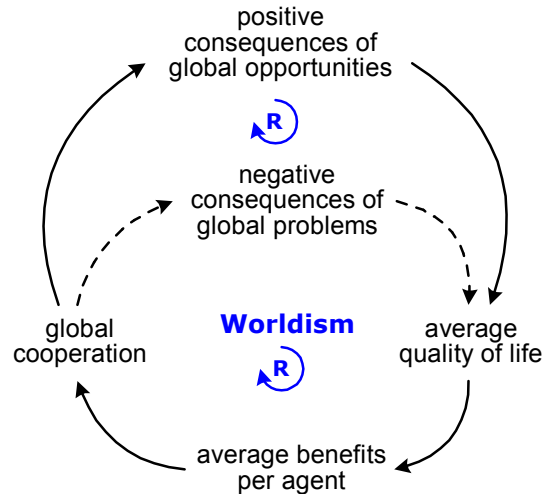 positive
consequences of
global opportunities
R
negative
consequences of
global problems
Worldism
R
global
cooperation
average
quality of life
average benefits
per agent